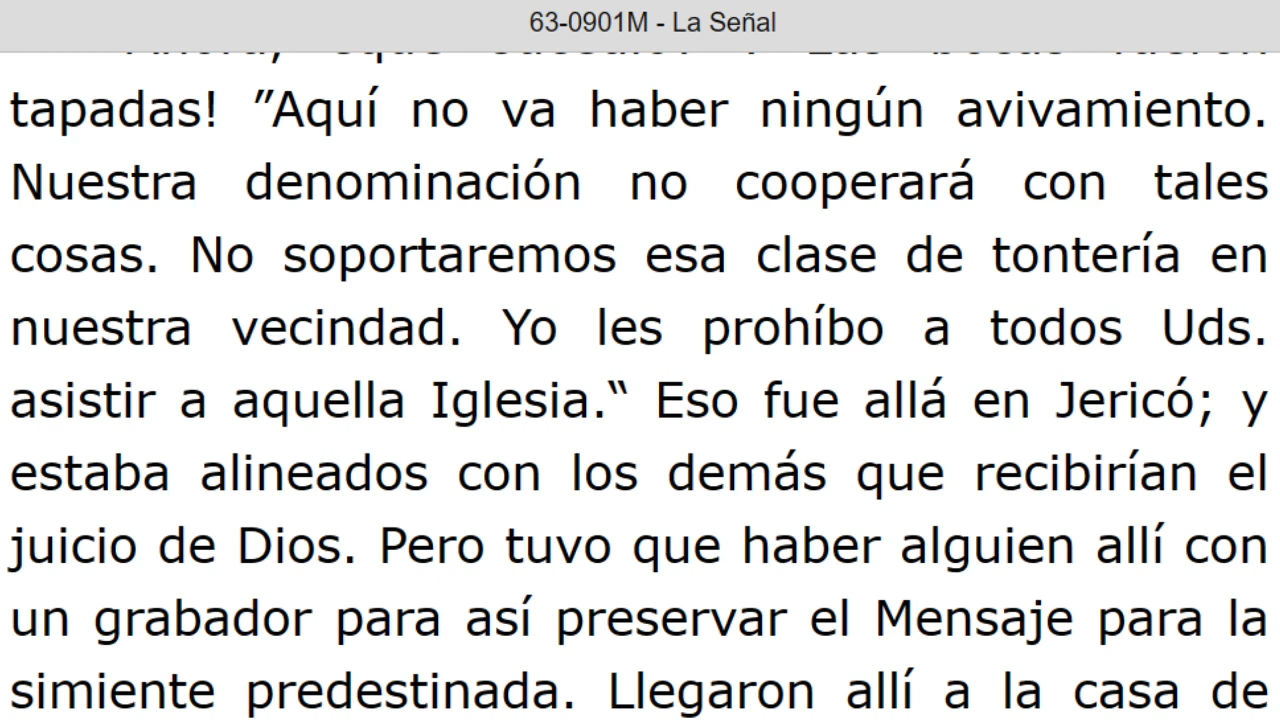 63-0901M - La Señal
tapadas! ”Aquí no va haber ningún avivamiento.
Nuestra denominación no cooperará con tales
cosas. No soportaremos esa clase de tontería en
nuestra vecindad. Yo les prohíbo a todos Uds.
asistir a aquella Iglesia.“ Eso fue allá en Jericó; y
estaba alineados con los demás que recibirían el
juicio de Dios. Pero tuvo que haber alguien allí con
un grabador para así preservar el Mensaje para la
simiente predestinada. Llegaron allí a la casa de